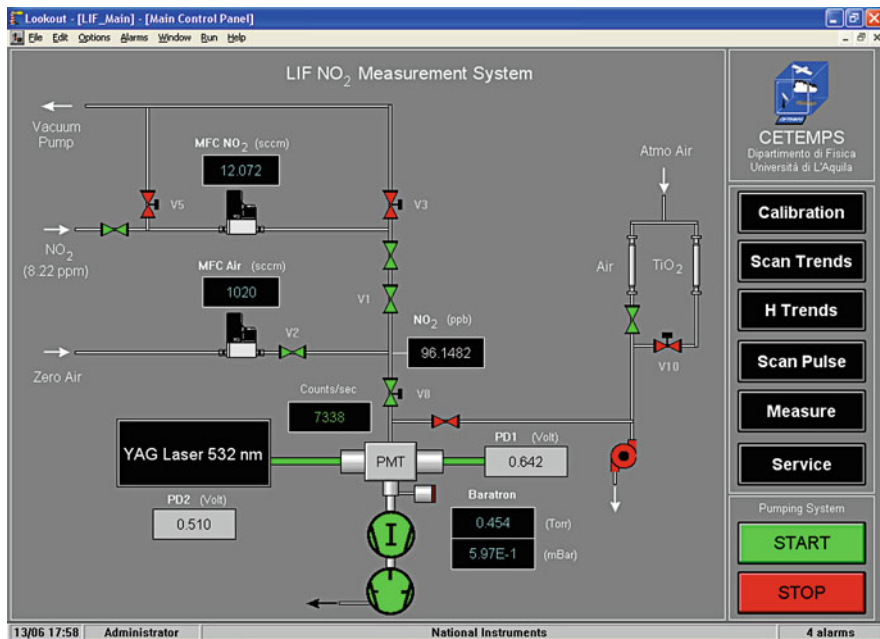 Lookout - [LIF_Main] - [Main Control Panel]
File Edit Options Alarms Window Run Help
LIF NO₂ Measurement System
Vacuum
Pump
MFC NO₂ (sccm)
12.072
V5
V3
NO₂
(8.22 ppm)
MFC Air (sccm)
1020
V1
V2
Zero Air
NO₂ (ppb)
96.1482
Counts/sec
7338
V8
Atmo Air
Air
TiO₂
V10
YAG Laser 532 nm
PMT
PD1 (Volt)
0.642
PD2 (Volt)
0.510
Baratron
0.454 (Torr)
5.97E-1 (mBar)
I
CETEMPS
Dipartimento di Fisica
Università di L'Aquila
Calibration
Scan Trends
H Trends
Scan Pulse
Measure
Service
Pumping System
START
STOP
13/06 17:58 Administrator National Instruments 4 alarms